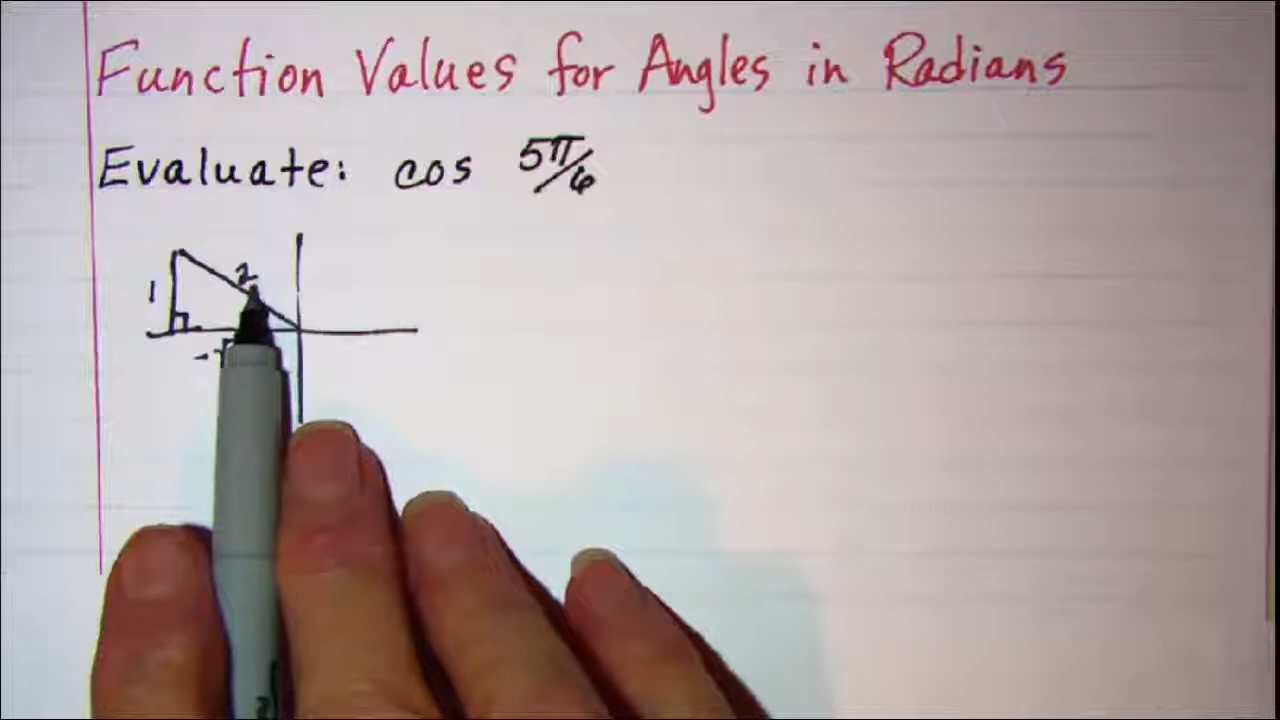 Function Values for Angles in Radians
Evaluate: cos 5π/6
2
1